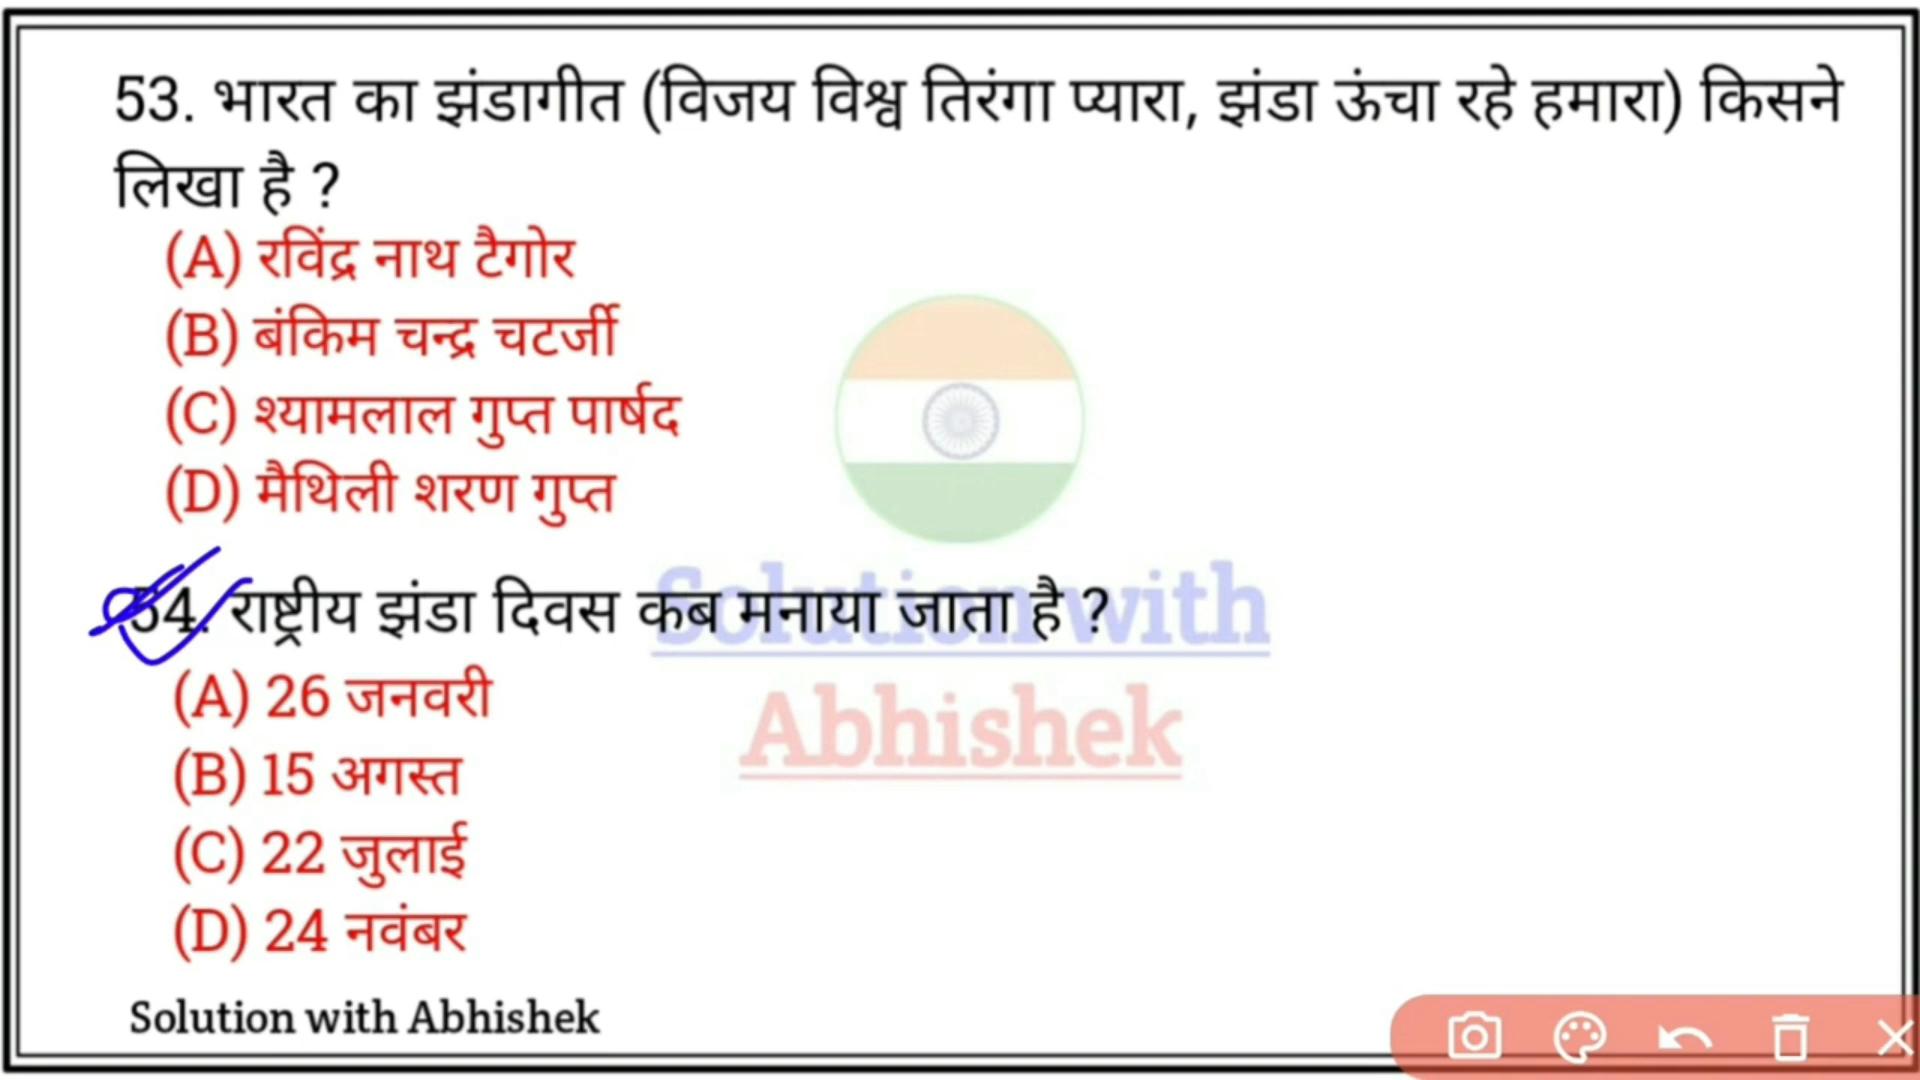 53. भारत का झंडागीत (विजय विश्व तिरंगा प्यारा, झंडा ऊंचा रहे हमारा) किसने
लिखा है ?
(A) रविंद्र नाथ टैगोर
(B) बंकिम चन्द्र चटर्जी
(C) श्यामलाल गुप्त पार्षद
(D) मैथिली शरण गुप्त
54. राष्ट्रीय झंडा दिवस कब मनाया जाता है ?
(A) 26 जनवरी
(B) 15 अगस्त
(C) 22 जुलाई
(D) 24 नवंबर
Solution with
Abhishek
Solution with Abhishek